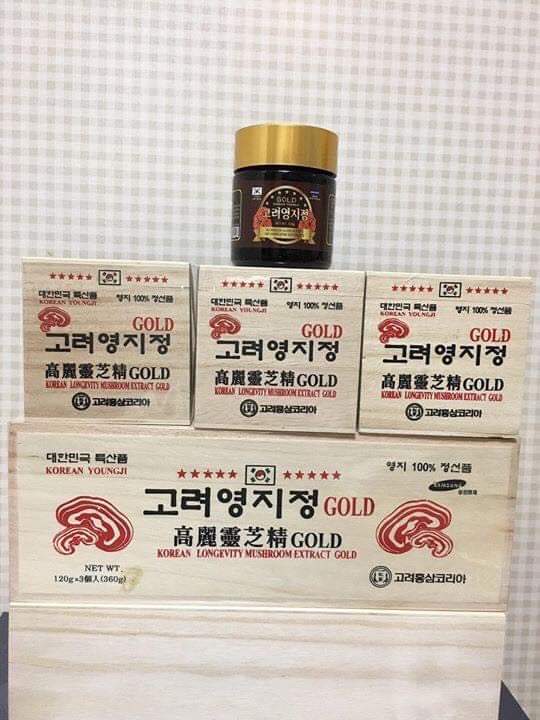 GOLD
고려영지정
대한민국 특산품
KOREAN YOUNGJI
영지 100% 정선품
GOLD
고려영지정
高麗靈芝精GOLD
KOREAN LONGEVITY MUSHROOM EXTRACT GOLD
고려홍삼코리아
대한민국 특산품
KOREAN YOUNGJI
영지 100% 정선품
GOLD
고려영지정
高麗靈芝精GOLD
KOREAN LONGEVITY MUSHROOM EXTRACT GOLD
고려홍삼코리아
대한민국 특산품
KOREAN YOUNGJI
영지 100% 정선품
GOLD
고려영지정
高麗靈芝精GOLD
KOREAN LONGEVITY MUSHROOM EXTRACT GOLD
고려홍삼코리아
대한민국 특산품
KOREAN YOUNGJI
영지 100% 정선품
SAMSUNG
고려영지정 GOLD
高麗靈芝精GOLD
KOREAN LONGEVITY MUSHROOM EXTRACT GOLD
NET WT.
120g×3個入(360g)
고려홍삼코리아